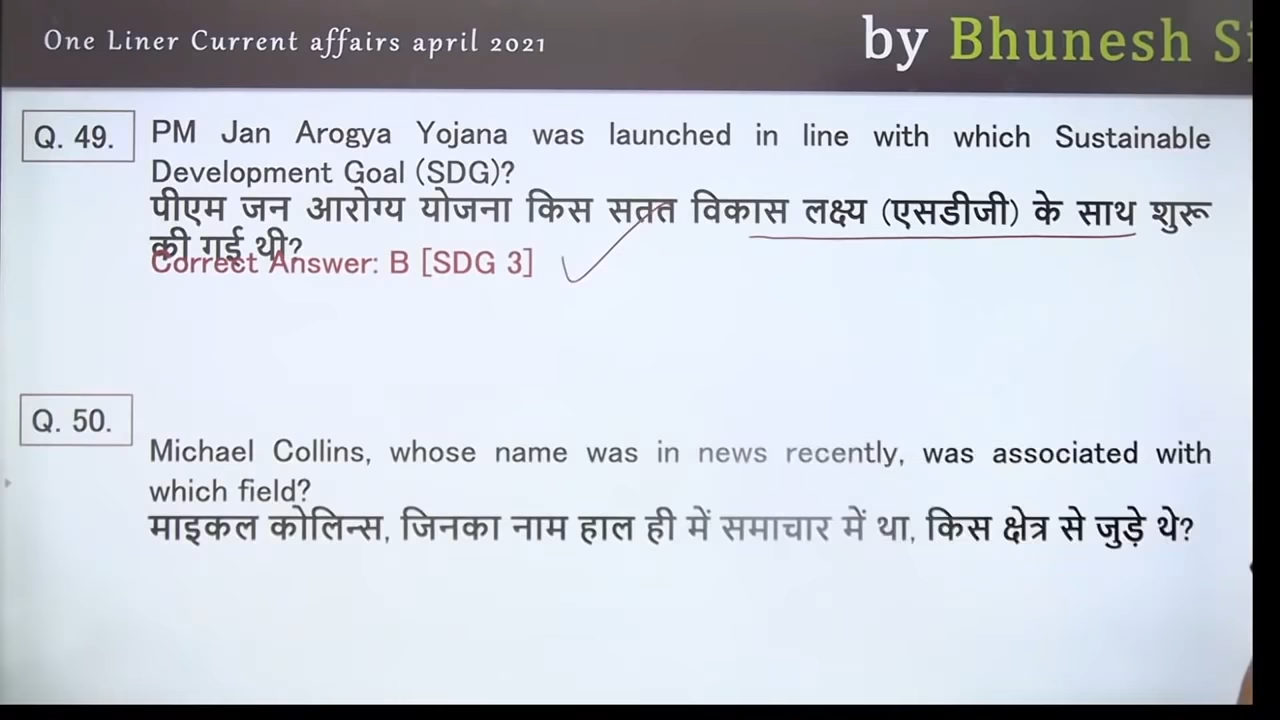 One Liner Current affairs april 2021
by Bhunesh
Q. 49.
PM Jan Arogya Yojana was launched in line with which Sustainable
Development Goal (SDG)?
पीएम जन आरोग्य योजना किस सतत विकास लक्ष्य (एसडीजी) के साथ शुरू
की गई थी?
Correct Answer: B [SDG 3]
Q. 50.
Michael Collins, whose name was in news recently, was associated with
which field?
माइकल कोलिन्स, जिनका नाम हाल ही में समाचार में था, किस क्षेत्र से जुड़े थे?